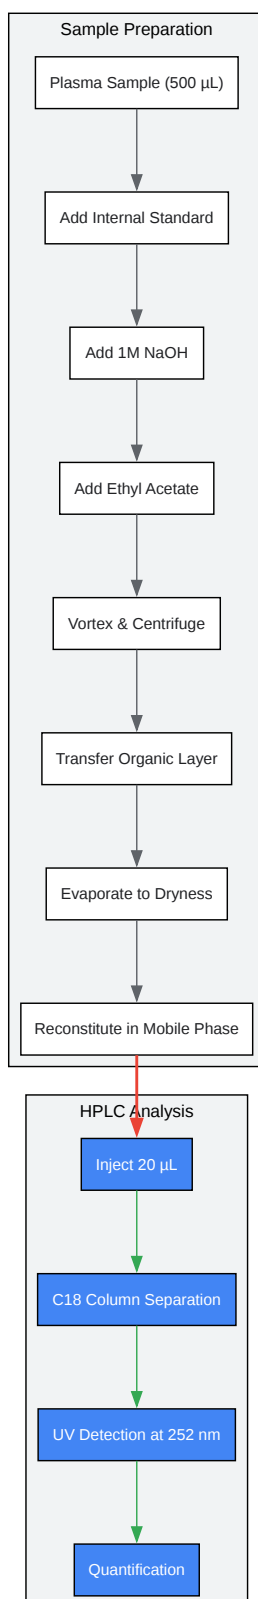 Sample Preparation
Plasma Sample (500 µL)
Add Internal Standard
Add 1M NaOH
Add Ethyl Acetate
Vortex & Centrifuge
Transfer Organic Layer
Evaporate to Dryness
Reconstitute in Mobile Phase
HPLC Analysis
Inject 20 µL
C18 Column Separation
UV Detection at 252 nm
Quantification